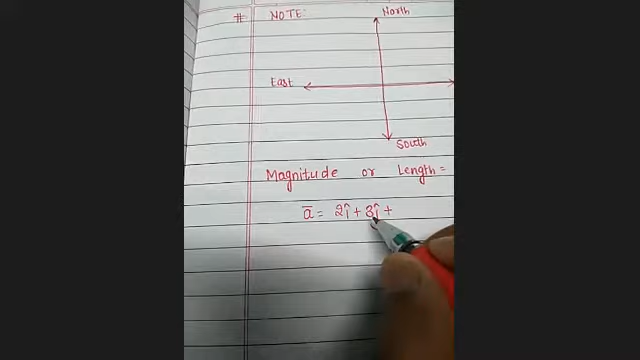 # NOTE:
North
East
South
Magnitude or Length =
a̅ = 2î + 3ĵ +